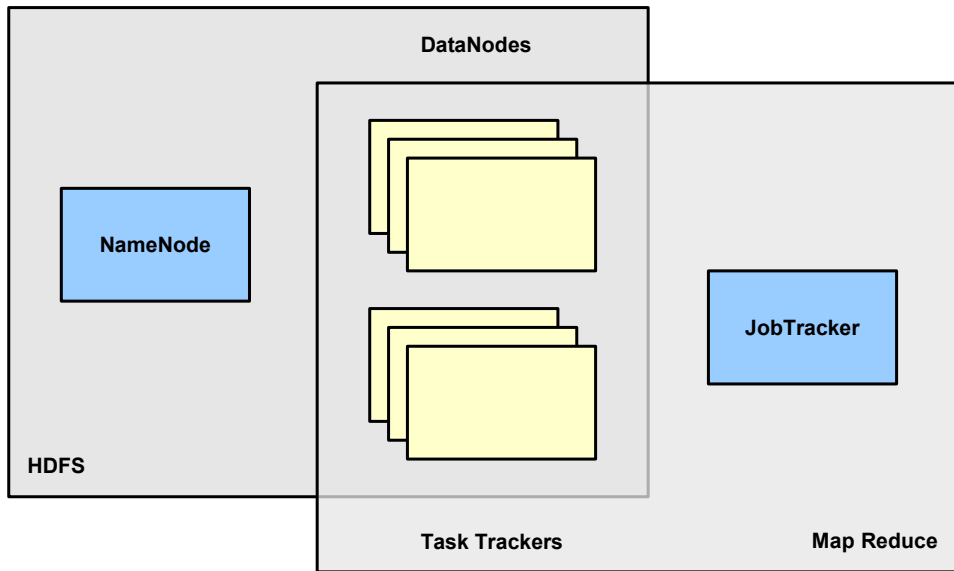 DataNodes
NameNode
JobTracker
HDFS
Task Trackers
Map Reduce